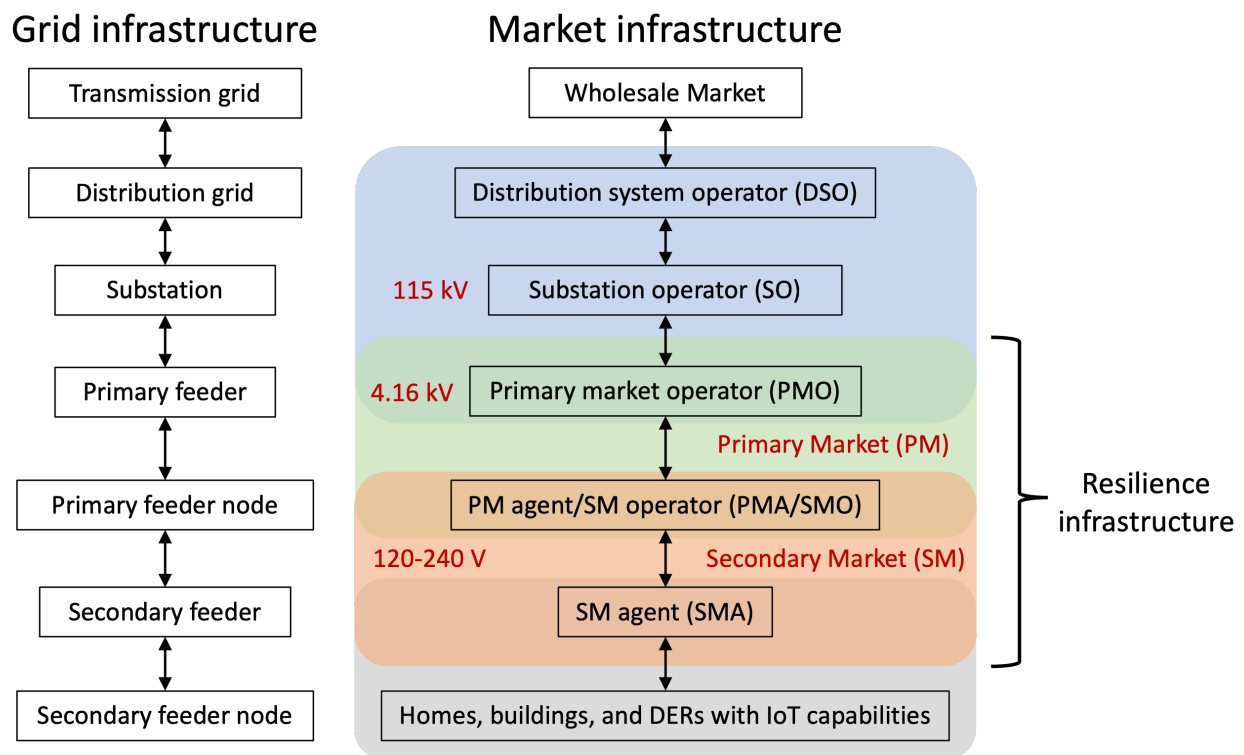 Grid infrastructure
Market infrastructure
Transmission grid
Wholesale Market
Distribution grid
Distribution system operator (DSO)
Substation
115 kV
Substation operator (SO)
Primary feeder
4.16 kV
Primary market operator (PMO)
Primary Market (PM)
Primary feeder node
PM agent/SM operator (PMA/SMO)
Resilience
infrastructure
120-240 V
Secondary Market (SM)
Secondary feeder
SM agent (SMA)
Secondary feeder node
Homes, buildings, and DERs with IoT capabilities